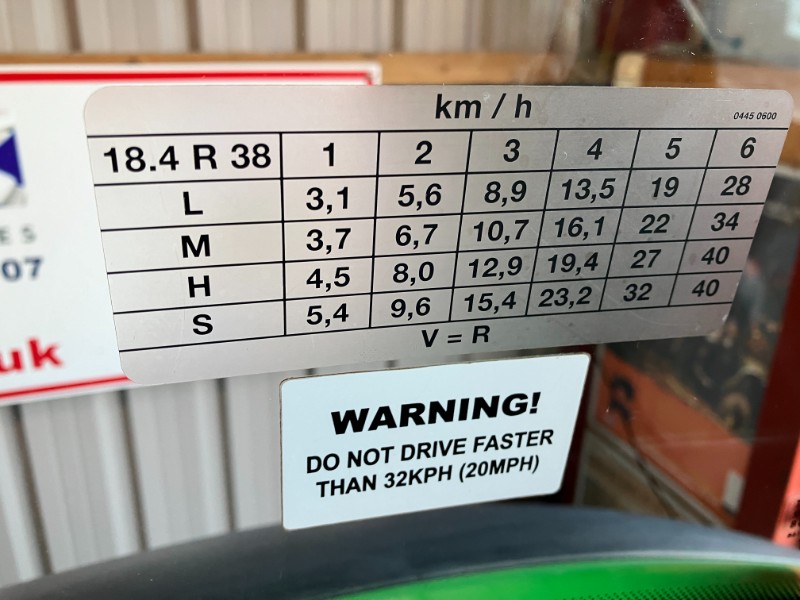 km / h
0445 0600
18.4 R 38 1 2 3 4 5 6
L 3,1 5,6 8,9 13,5 19 28
M 3,7 6,7 10,7 16,1 22 34
H 4,5 8,0 12,9 19,4 27 40
S 5,4 9,6 15,4 23,2 32 40
V = R
ES
07
uk
WARNING!
DO NOT DRIVE FASTER
THAN 32KPH (20MPH)